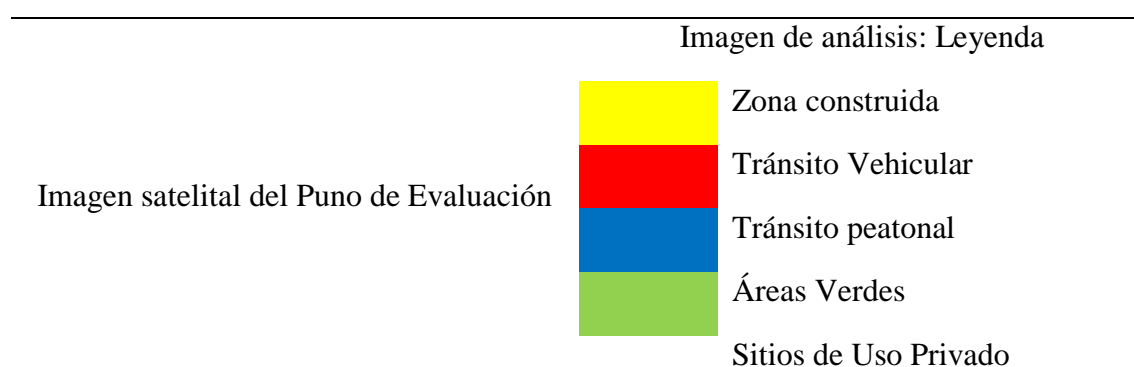 Imagen de análisis: Leyenda
Zona construida
Tránsito Vehicular
Imagen satelital del Puno de Evaluación
Tránsito peatonal
Áreas Verdes
Sitios de Uso Privado